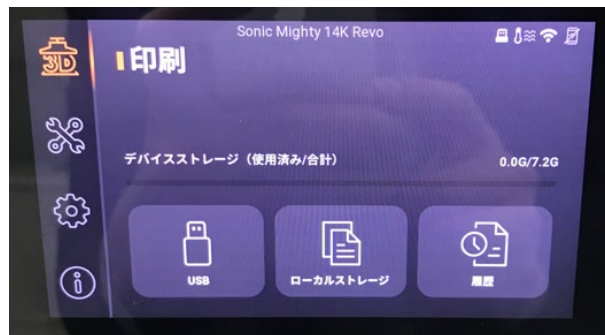 Sonic Mighty 14K Revo
3D
印刷
デバイスストレージ（使用済み/合計）
0.0G/7.2G
USB
ローカルストレージ
履歴